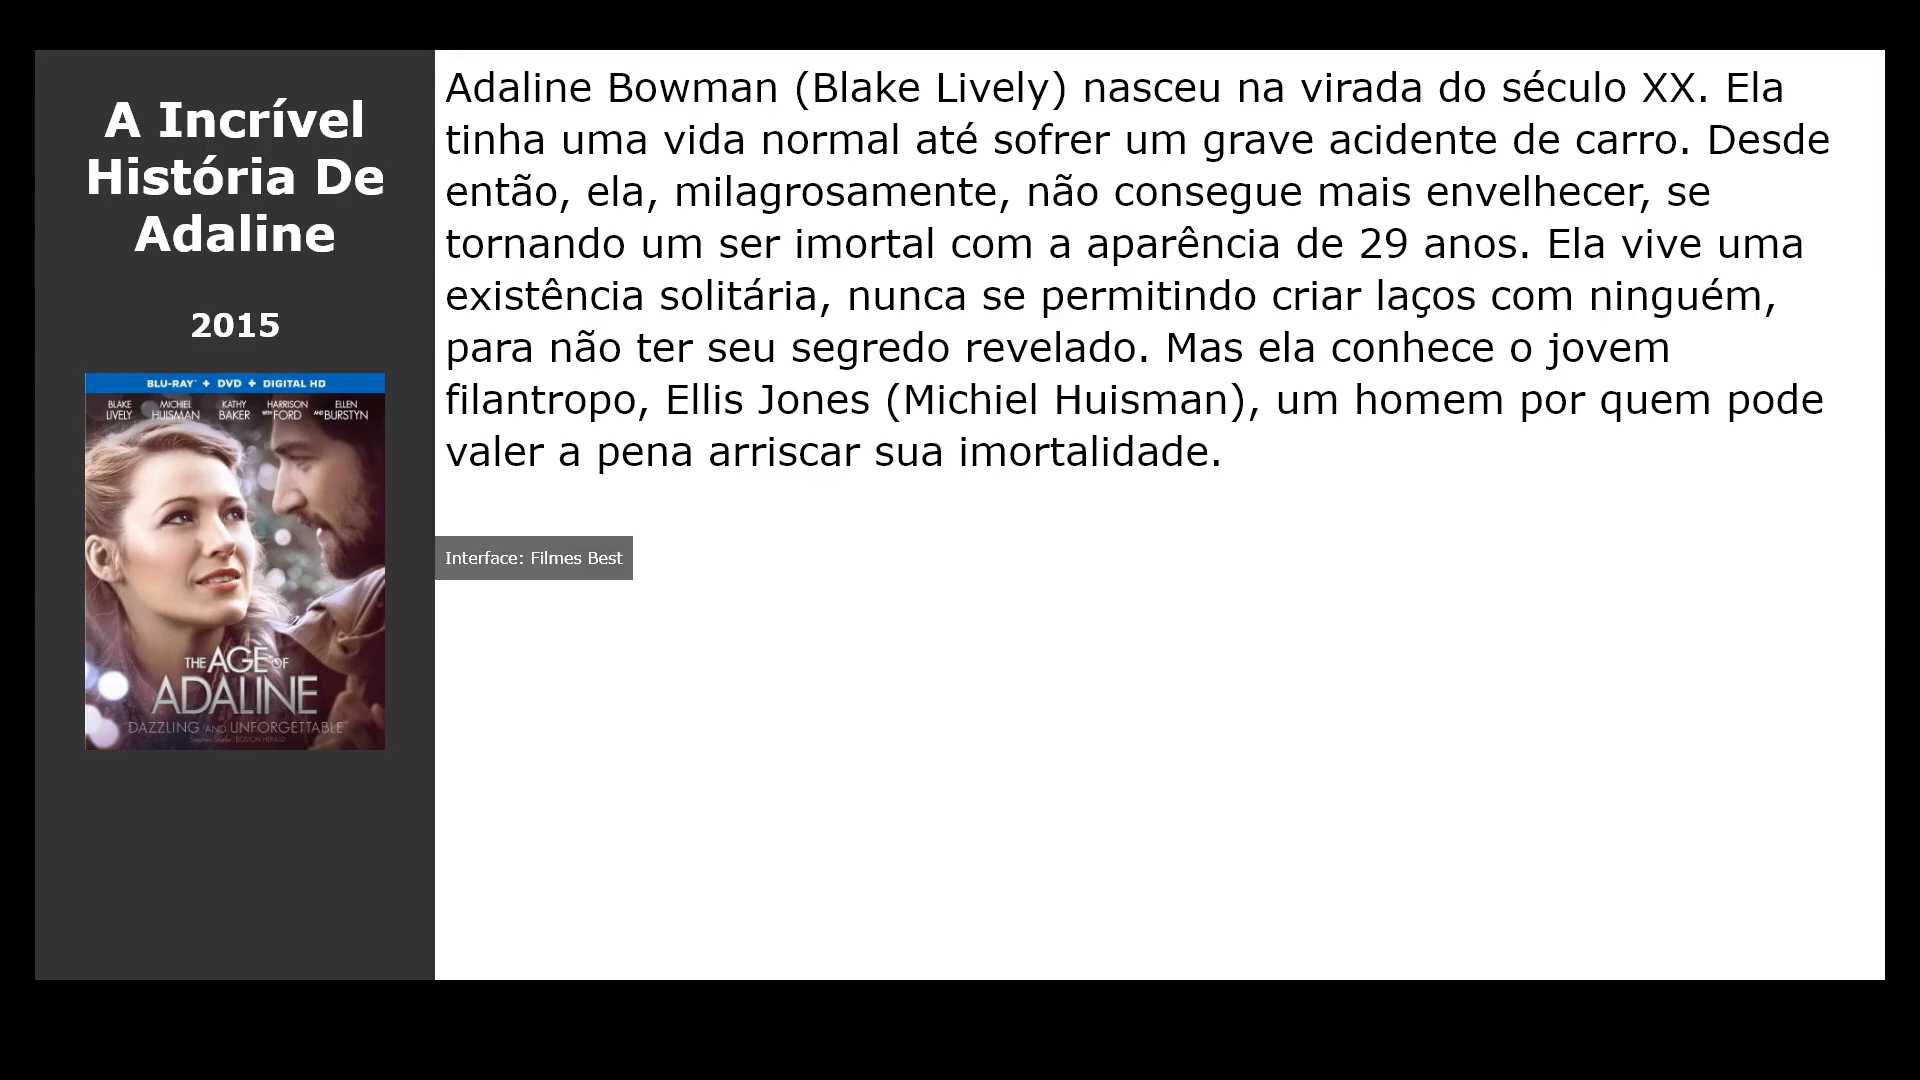 A Incrível
História De
Adaline
2015
BLU-RAY + DVD + DIGITAL HD
BLAKE LIVELY MICHIEL HUISMAN KATHY BAKER HARRISON WITH FORD ELLEN AND BURSTYN
THE AGE OF
ADALINE
"DAZZLING AND UNFORGETTABLE"
BOSTON HERALD
Adaline Bowman (Blake Lively) nasceu na virada do século XX. Ela
tinha uma vida normal até sofrer um grave acidente de carro. Desde
então, ela, milagrosamente, não consegue mais envelhecer, se
tornando um ser imortal com a aparência de 29 anos. Ela vive uma
existência solitária, nunca se permitindo criar laços com ninguém,
para não ter seu segredo revelado. Mas ela conhece o jovem
filantropo, Ellis Jones (Michiel Huisman), um homem por quem pode
valer a pena arriscar sua imortalidade.
Interface: Filmes Best